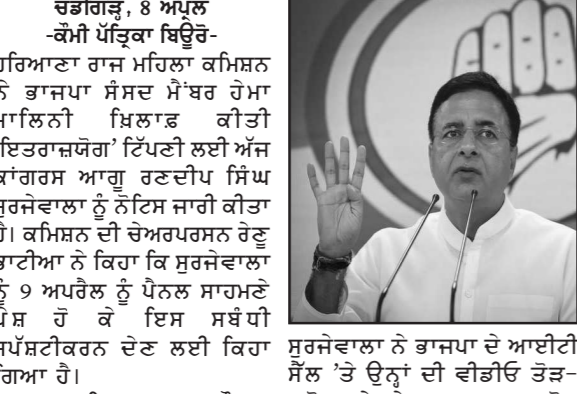 ਚੰਡੀਗੜ੍ਹ, 8 ਅਪ੍ਰੈਲ
-ਕੌਮੀ ਪੱਤ੍ਰਿਕਾ ਬਿਊਰੋ-
ਹਰਿਆਣਾ ਰਾਜ ਮਹਿਲਾ ਕਮਿਸ਼ਨ
ਨੇ ਭਾਜਪਾ ਸੰਸਦ ਮੈਂਬਰ ਹੇਮਾ
ਮਾਲਿਨੀ ਖ਼ਿਲਾਫ਼ ਕੀਤੀ
‘ਇਤਰਾਜ਼ਯੋਗ’ ਟਿੱਪਣੀ ਲਈ ਅੱਜ
ਕਾਂਗਰਸ ਆਗੂ ਰਣਦੀਪ ਸਿੰਘ
ਸੁਰਜੇਵਾਲਾ ਨੂੰ ਨੋਟਿਸ ਜਾਰੀ ਕੀਤਾ
ਹੈ। ਕਮਿਸ਼ਨ ਦੀ ਚੇਅਰਪਰਸਨ ਰੇਣੂ
ਭਾਟੀਆ ਨੇ ਕਿਹਾ ਕਿ ਸੁਰਜੇਵਾਲਾ
ਨੂੰ 9 ਅਪਰੈਲ ਨੂੰ ਪੈਨਲ ਸਾਹਮਣੇ
ਪੇਸ਼ ਹੋ ਕੇ ਇਸ ਸਬੰਧੀ
ਸਪੱਸ਼ਟੀਕਰਨ ਦੇਣ ਲਈ ਕਿਹਾ
ਗਿਆ ਹੈ।
ਸੁਰਜੇਵਾਲਾ ਨੇ ਭਾਜਪਾ ਦੇ ਆਈਟੀ
ਸੈੱਲ ’ਤੇ ਉਨ੍ਹਾਂ ਦੀ ਵੀਡੀਓ ਤੋੜ-